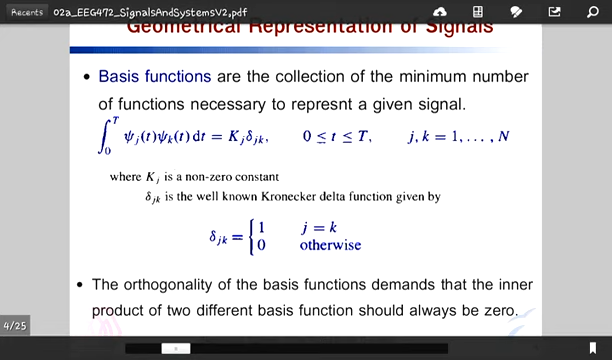 Recents 02a_EEG472_SignalsAndSystemsV2,pdf
Geometrical Representation of Signals
• Basis functions are the collection of the minimum number
of functions necessary to represnt a given signal.
∫₀ᵀ ψⱼ(t)ψₖ(t) dt = Kⱼδⱼₖ, 0 ≤ t ≤ T, j, k = 1, . . . , N
where Kⱼ is a non-zero constant
δⱼₖ is the well known Kronecker delta function given by
δⱼₖ = { 1 j = k
0 otherwise
• The orthogonality of the basis functions demands that the inner
product of two different basis function should always be zero.
4/25